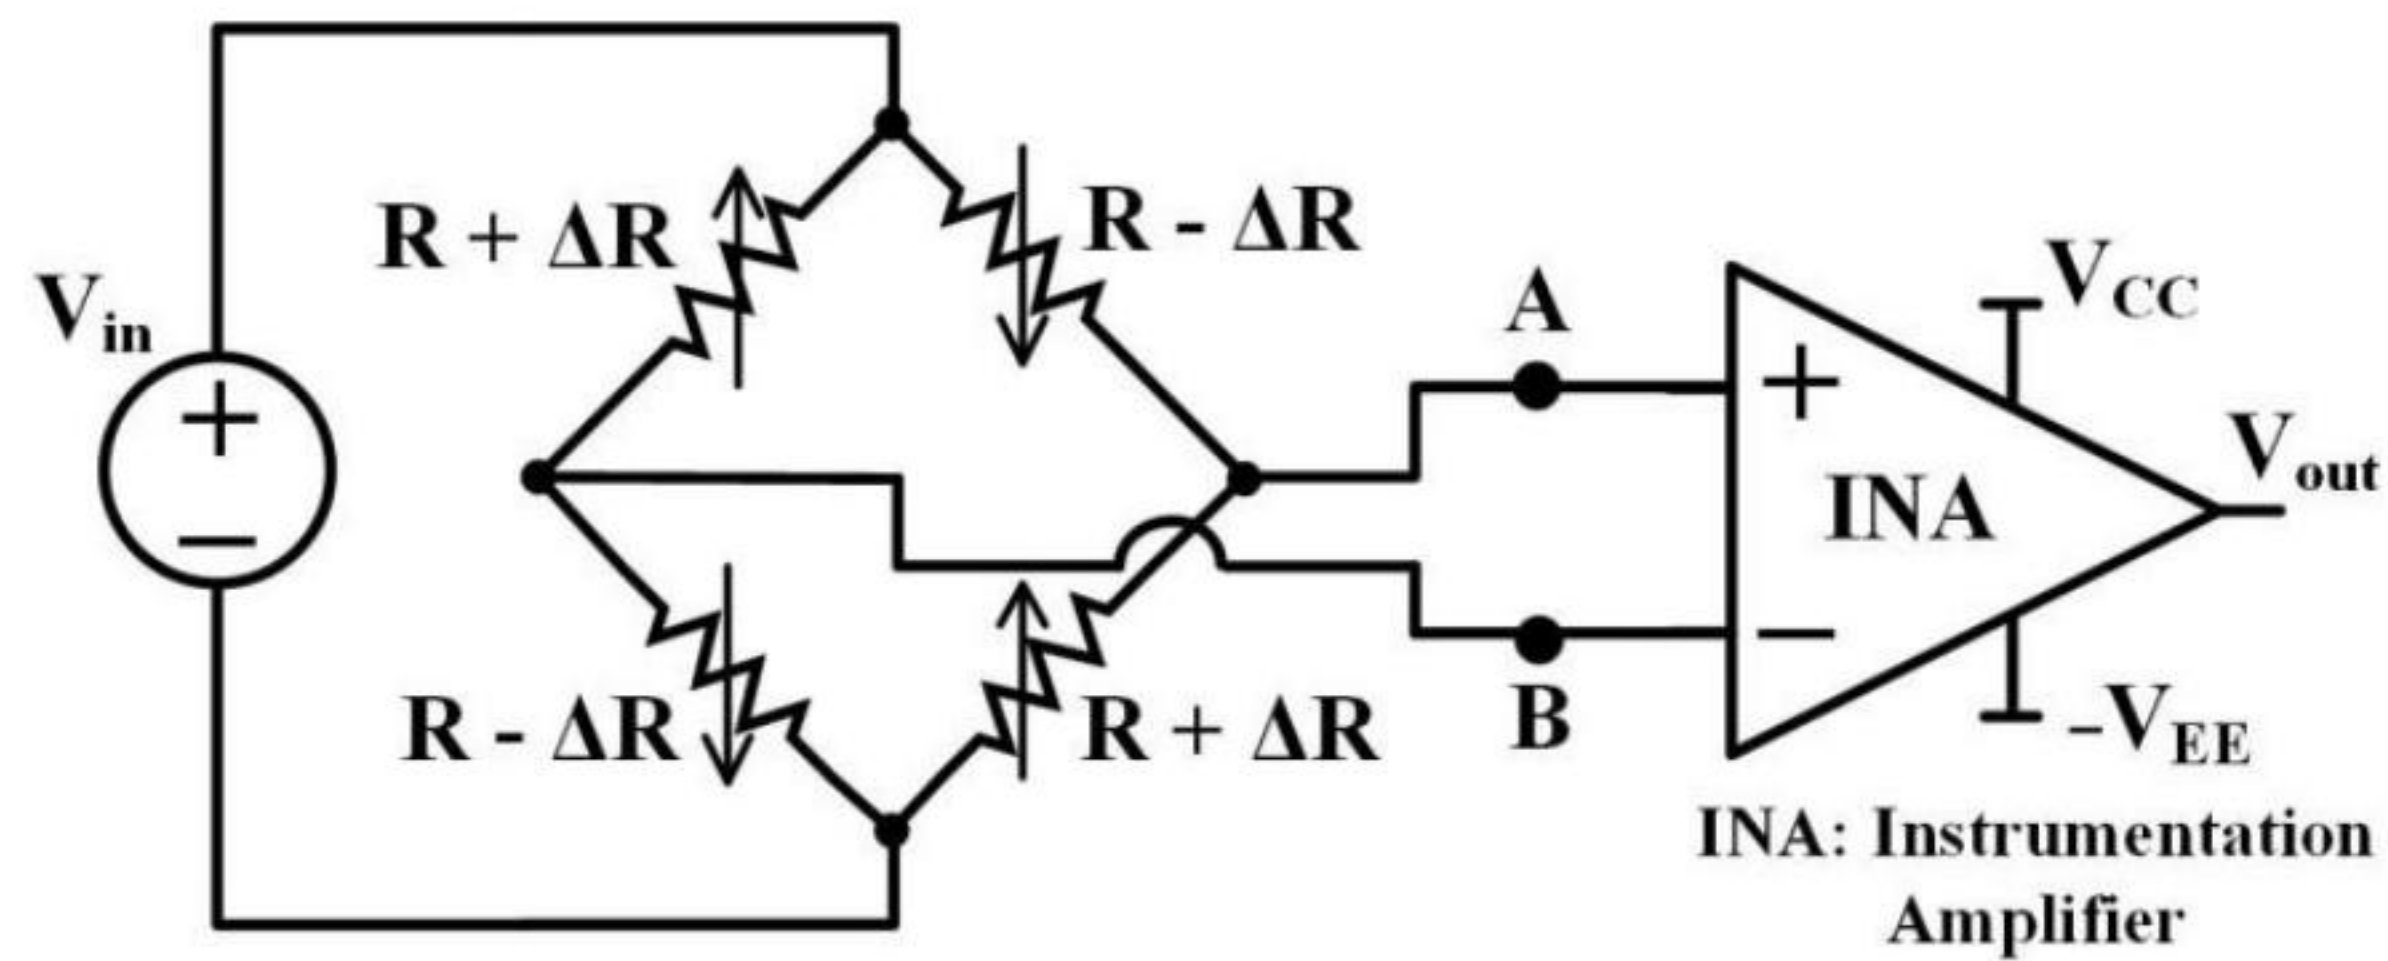 R + ΔR
R - ΔR
Vin
+
−
A
VCC
+
INA
Vout
−
B
–VEE
R - ΔR
R + ΔR
INA: Instrumentation
Amplifier